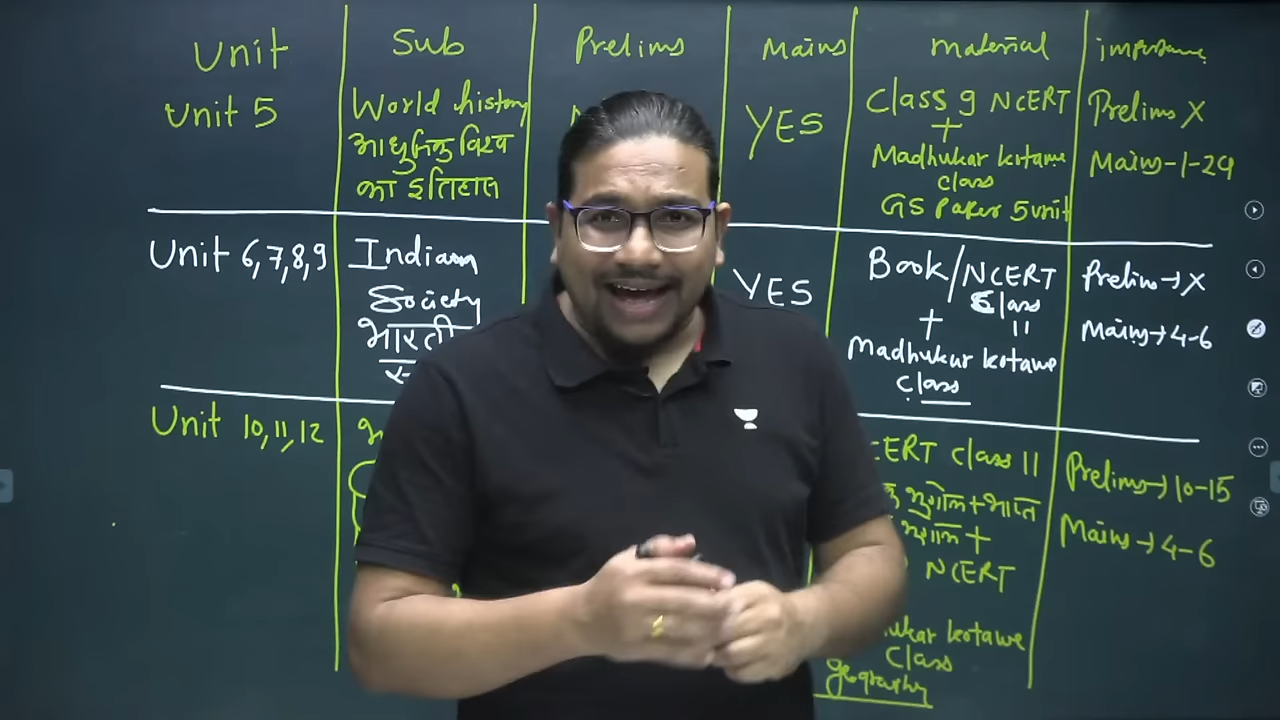 Unit
Sub
Prelims
Mains
material
importance
Unit 5
World history
आधुनिक विश्व
का इतिहास
YES
Class 9 NCERT
+
Madhukar kotawe
class
GS Paper 5 unit
Prelims X
Mains-1-2Q
Unit 6,7,8,9
Indian
Society
भारती
YES
Book/NCERT
Class
11
+
Madhukar kotawe
Class
Prelims→X
Mains→4-6
Unit 10,11,12
NCERT class 11
भुगोल+भारत
+
NCERT
kotawe
Class
geography
Prelims→10-15
Mains→4-6